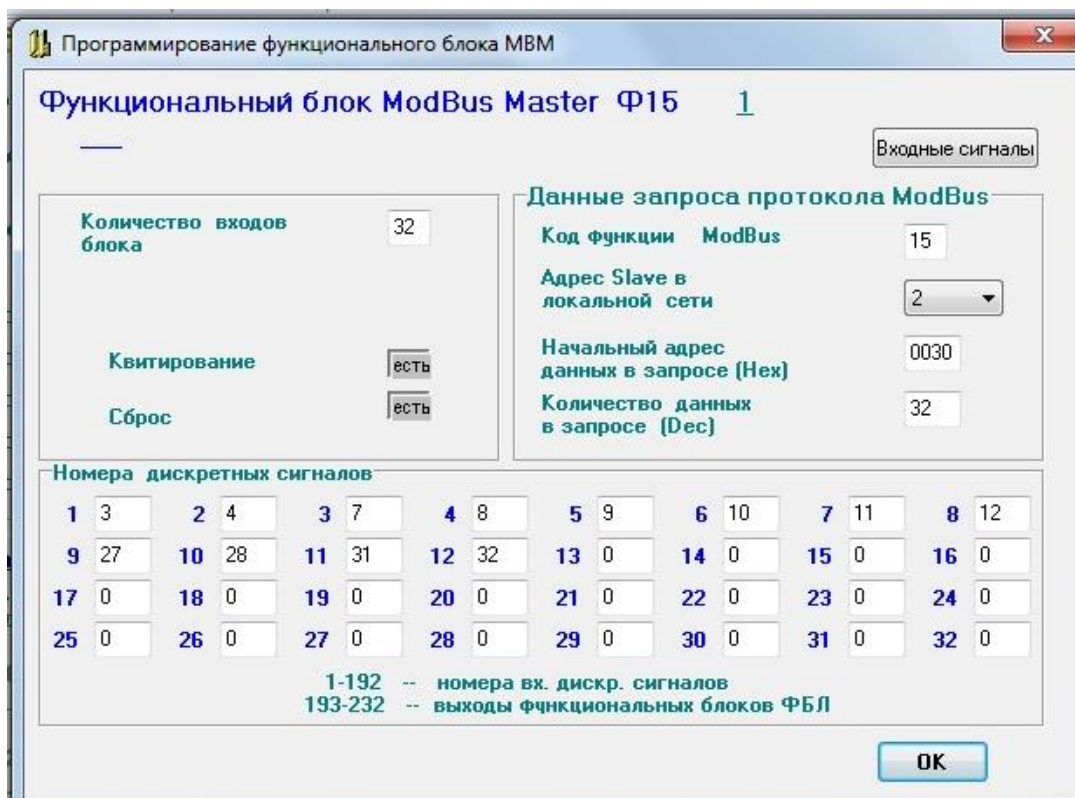 Программирование функционального блока МВМ
X
Функциональный блок ModBus Master Ф15 1
Входные сигналы
Количество входов
блока
32
Квитирование есть
Сброс есть
Данные запроса протокола ModBus
Код функции ModBus 15
Адрес Slave в
локальной сети
2
Начальный адрес
данных в запросе (Hex)
0030
Количество данных
в запросе (Dec)
32
Номера дискретных сигналов
1 3 2 4 3 7 4 8 5 9 6 10 7 11 8 12
9 27 10 28 11 31 12 32 13 0 14 0 15 0 16 0
17 0 18 0 19 0 20 0 21 0 22 0 23 0 24 0
25 0 26 0 27 0 28 0 29 0 30 0 31 0 32 0
1-192 -- номера вх. дискр. сигналов
193-232 -- выходы функциональных блоков ФБЛ
OK